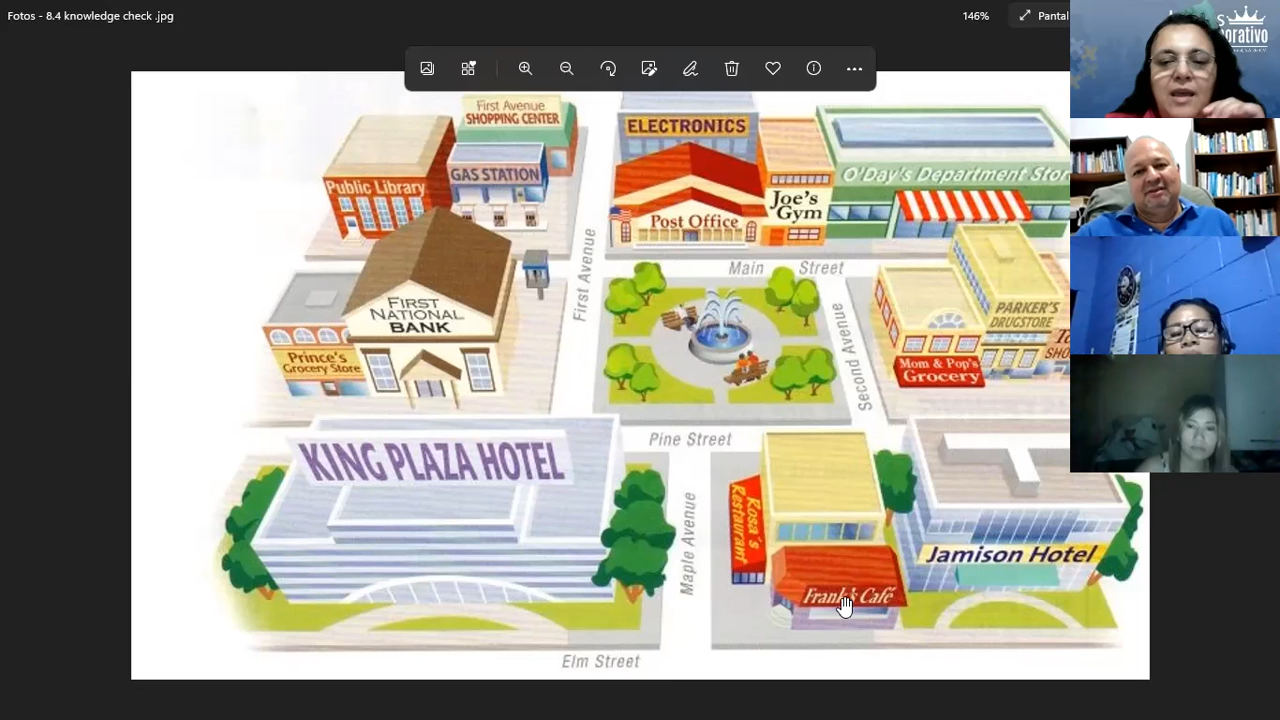 Fotos - 8.4 knowledge check .jpg
146%
Pantal
First Avenue
SHOPPING CENTER
ELECTRONICS
Public Library
GAS STATION
O'Day's Department Stor
Joe's
Gym
Post Office
Main Street
First Avenue
FIRST
NATIONAL
BANK
PARKER'S
DRUGSTORE
Prince's
Grocery Store
Second Avenue
Mom & Pop's
Grocery
Pine Street
KING PLAZA HOTEL
Rosa's
Restaurant
Maple Avenue
Jamison Hotel
Frank's Café
Elm Street